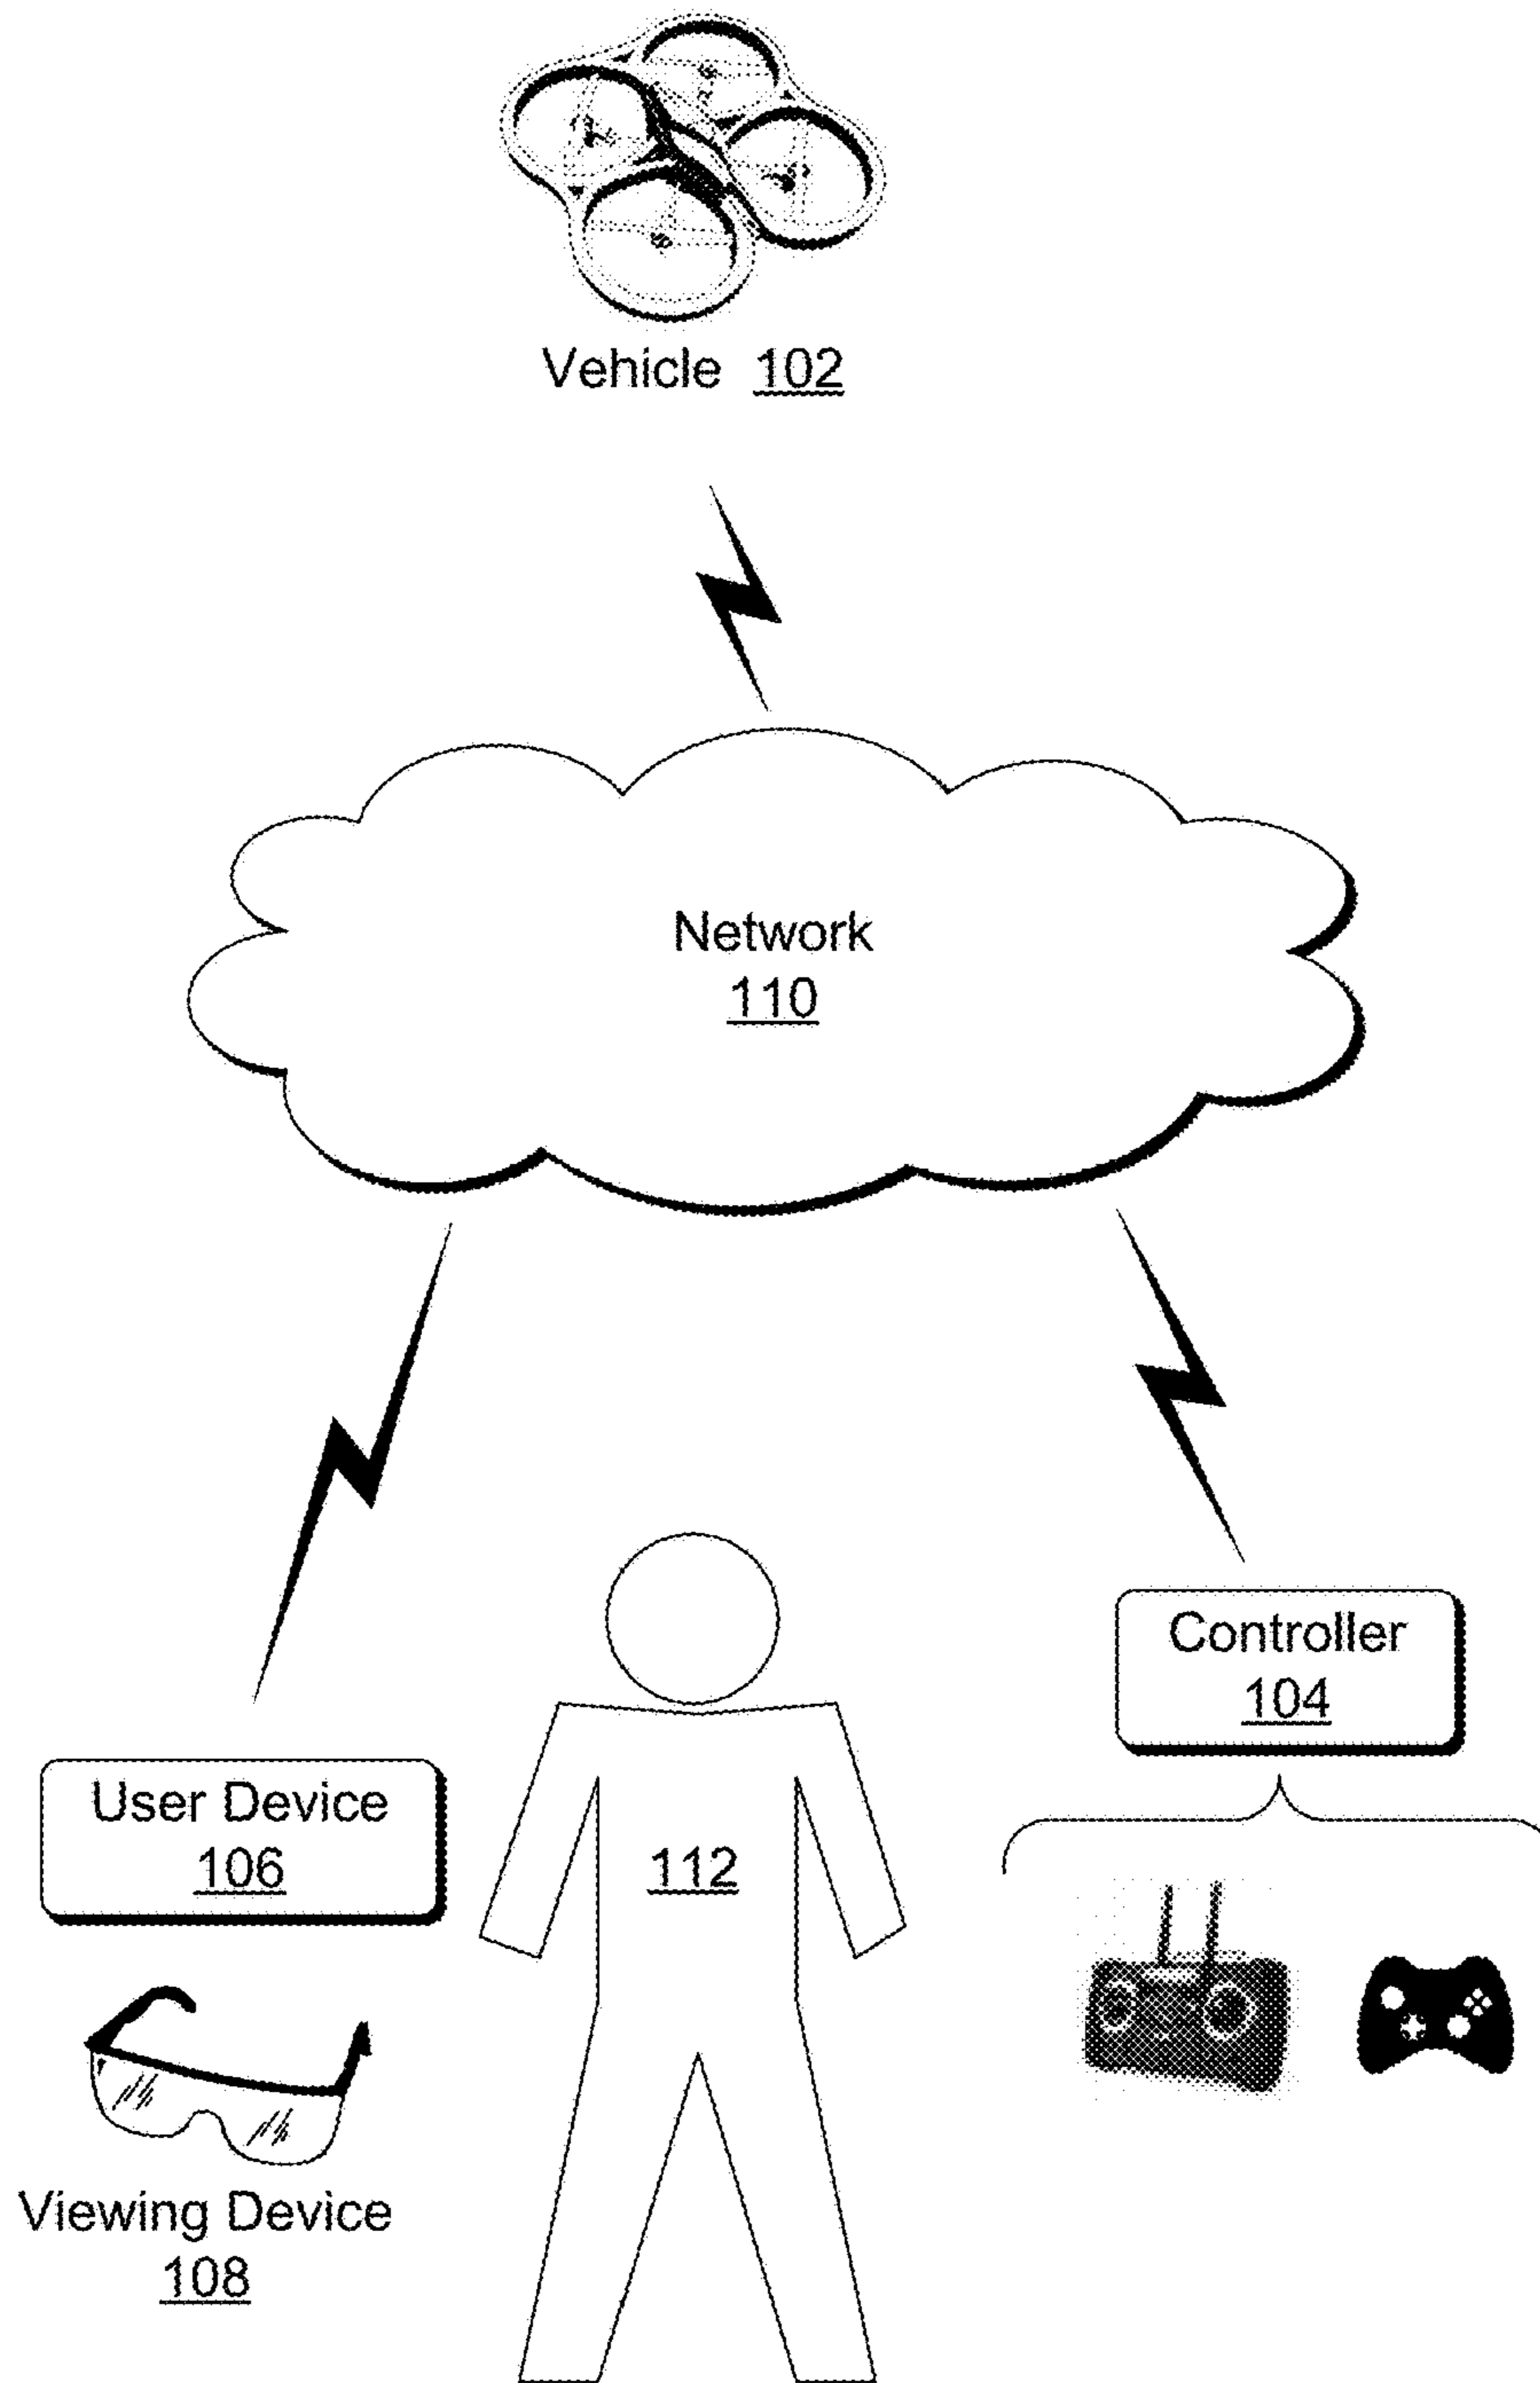 Vehicle 102
Network
110
Controller
104
User Device
106
112
Viewing Device
108